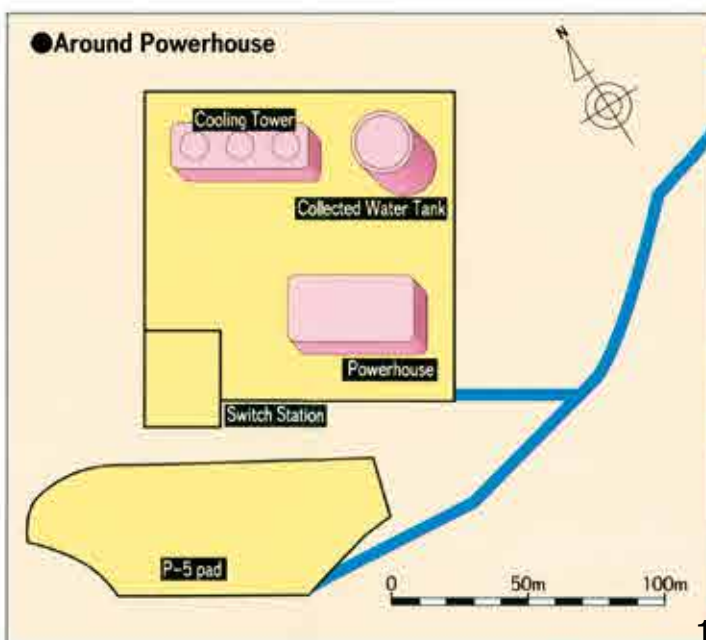 ●Around Powerhouse
N
Cooling Tower
Collected Water Tank
Powerhouse
Switch Station
P-5 pad
0 50m 100m
1